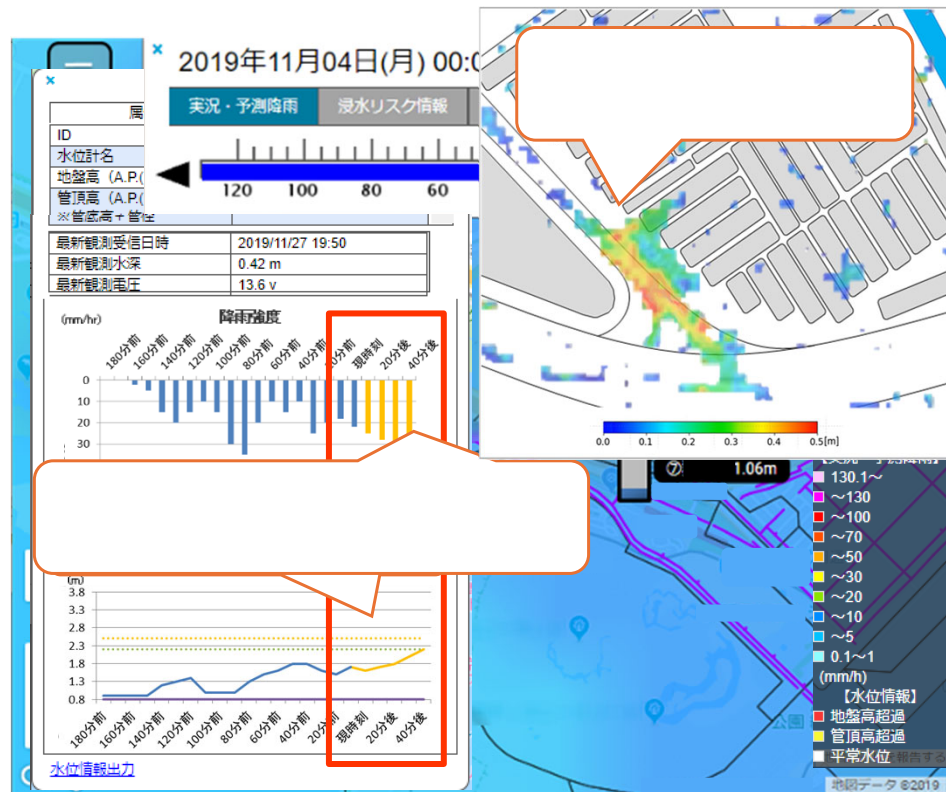 ×
2019年11月04日(月) 00:0
実況・予測降雨
浸水リスク情報
120 100 80 60
×
属
ID
水位計名
地盤高（A.P.(
管頂高（A.P.(
※管底高＋管径
最新観測受信日時 2019/11/27 19:50
最新観測水深 0.42 m
最新観測電圧 13.6 v
(mm/hr) 降雨強度
180分前 160分前 140分前 120分前 100分前 80分前 60分前 40分前 20分前 現時刻 20分後 40分後
0
10
20
30
(m)
3.8
3.3
2.8
2.3
1.8
1.3
0.8
180分前 160分前 140分前 120分前 100分前 80分前 60分前 40分前 20分前 現時刻 20分後 40分後
水位情報出力
0.0 0.1 0.2 0.3 0.4 0.5[m]
⑦ 1.06m
【実況・予測降雨】
130.1～
～130
～100
～70
～50
～30
～20
～10
～5
0.1～1
(mm/h)
【水位情報】
地盤高超過
管頂高超過
平常水位
公園
報告する
地図データ ©2019